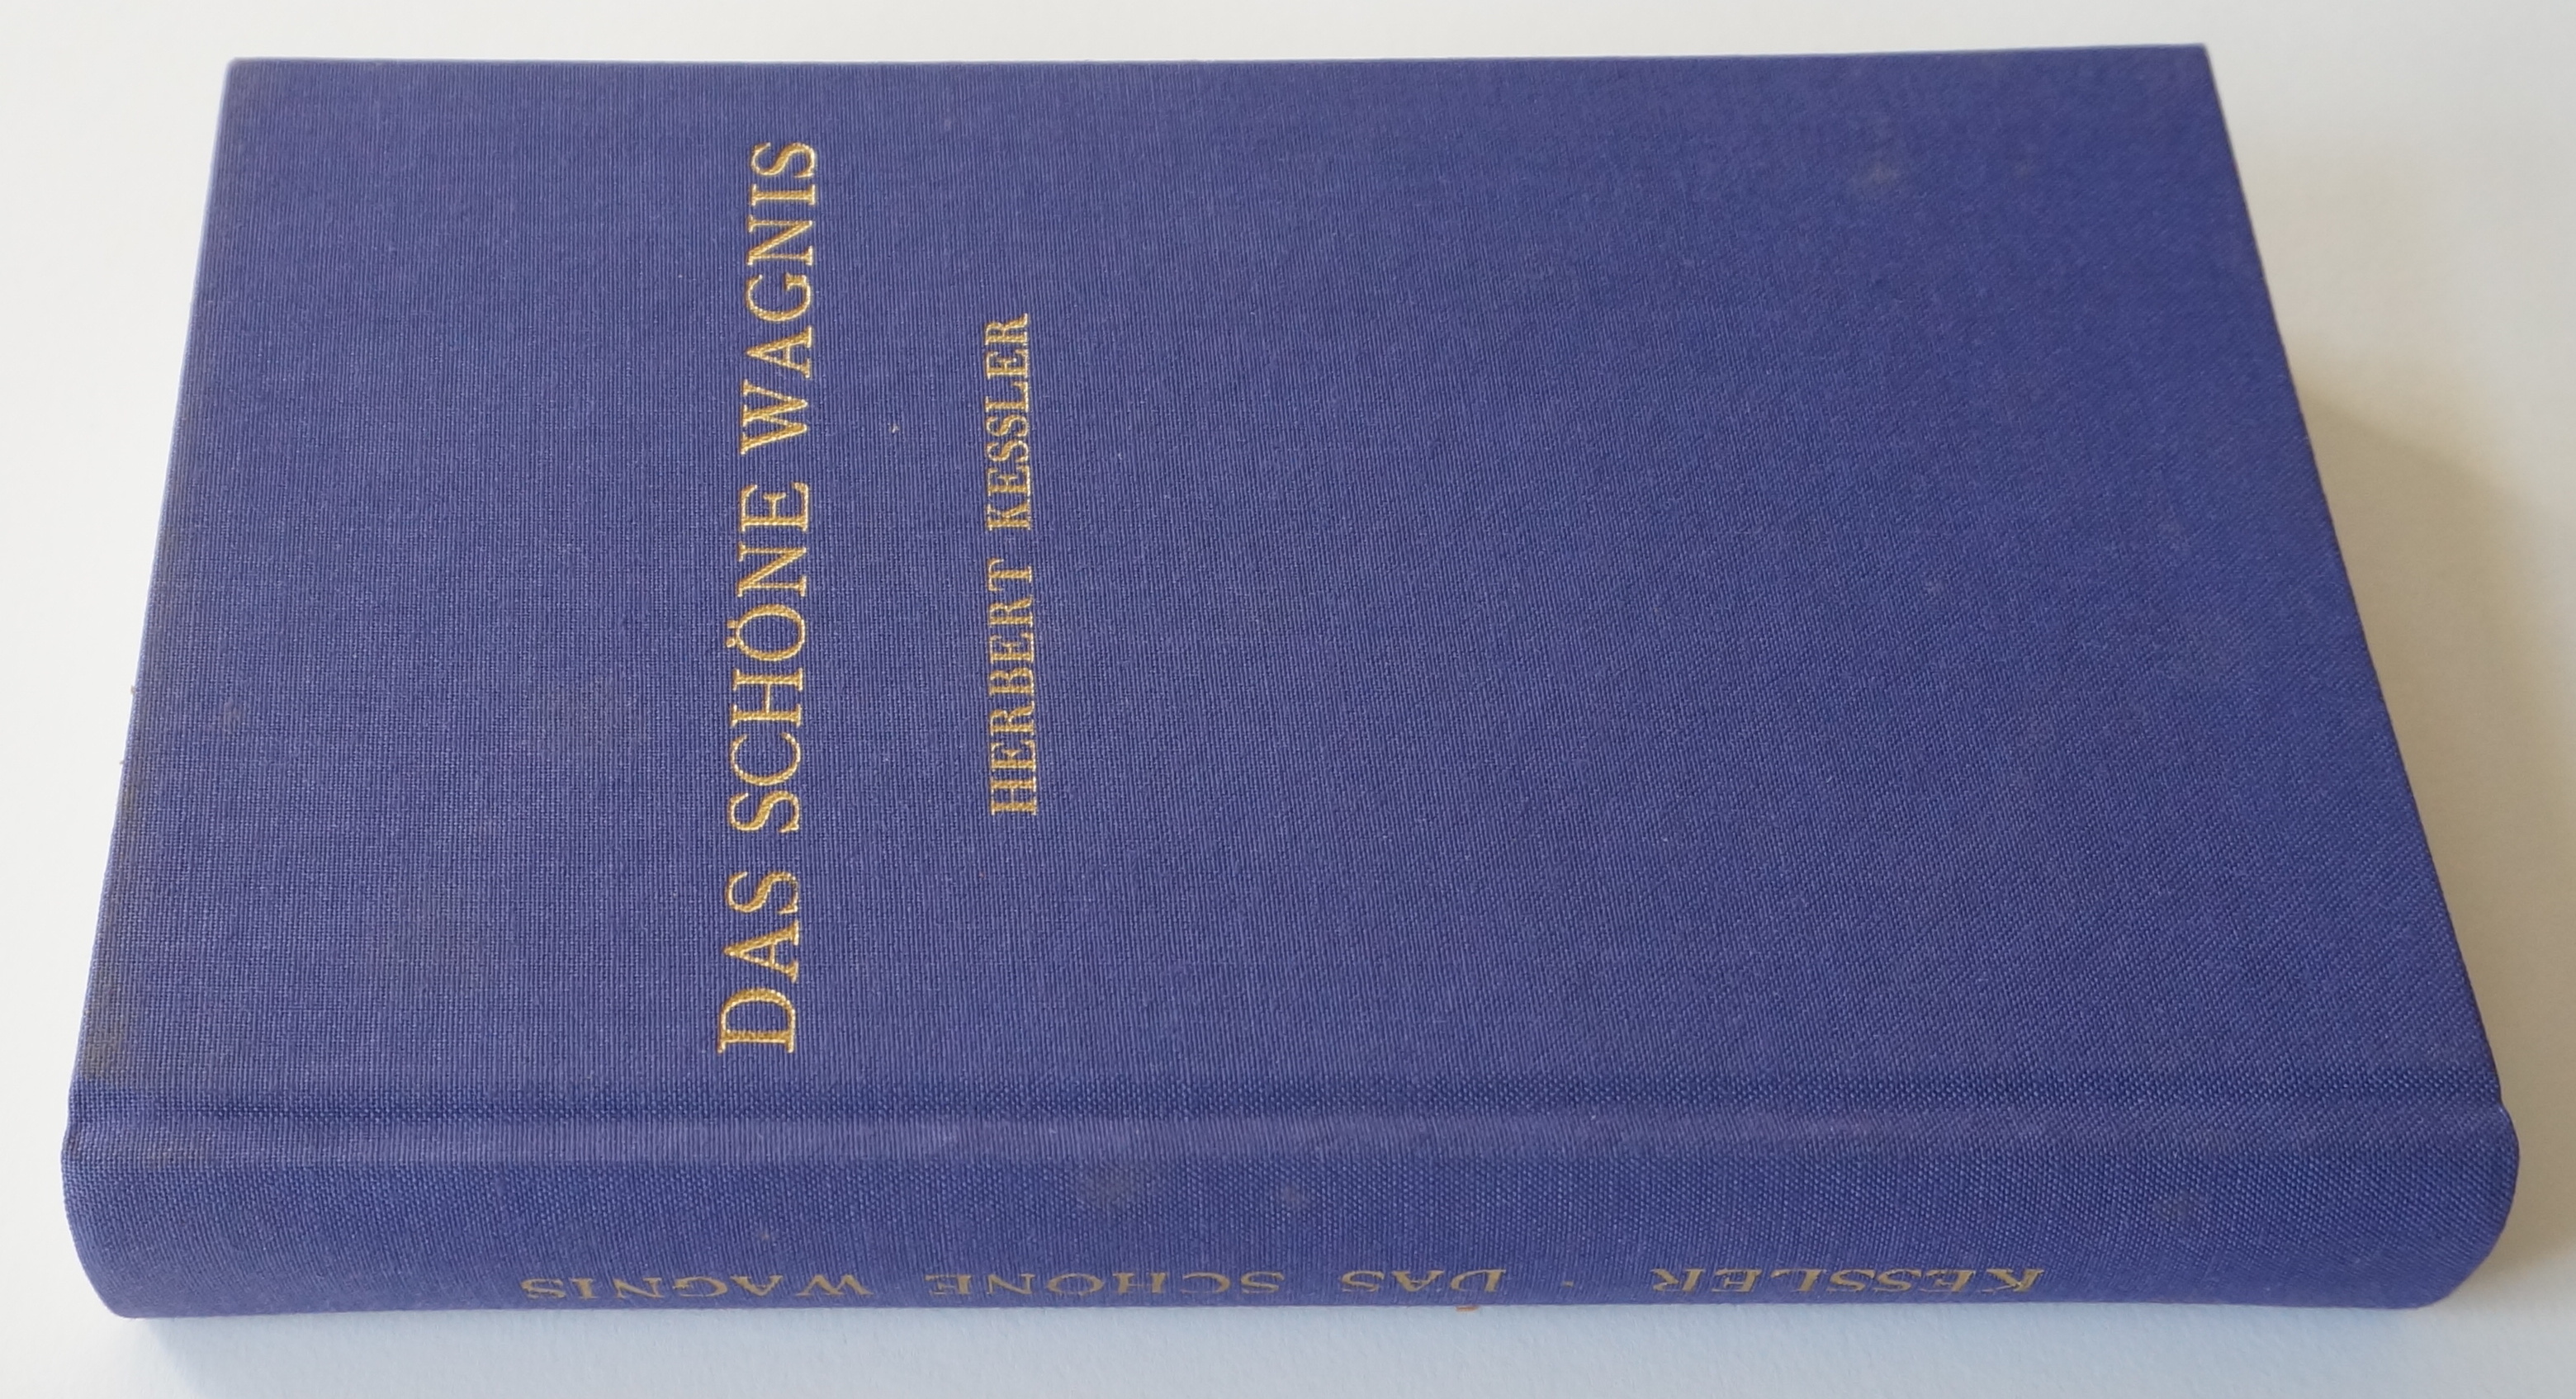 DAS SCHÖNE WAGNIS
HERBERT KESSLER
KESSLER · DAS SCHÖNE WAGNIS